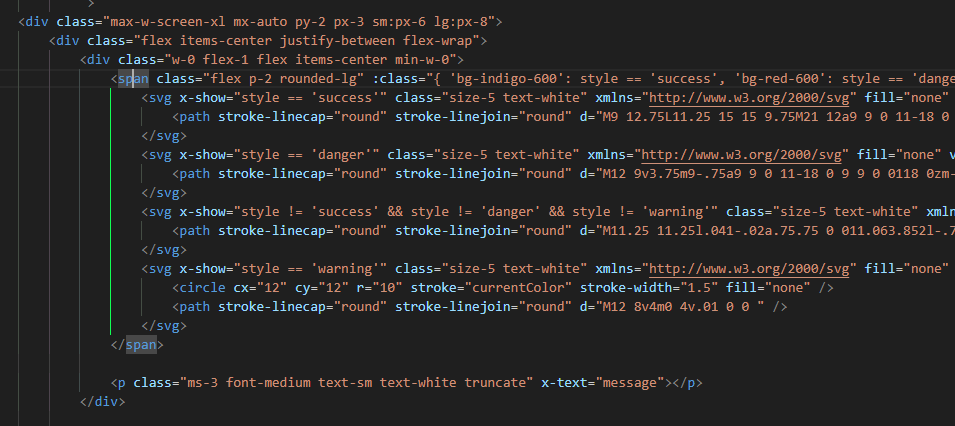 >
<div class="max-w-screen-xl mx-auto py-2 px-3 sm:px-6 lg:px-8">
<div class="flex items-center justify-between flex-wrap">
<div class="w-0 flex-1 flex items-center min-w-0">
<span class="flex p-2 rounded-lg" :class="{ 'bg-indigo-600': style == 'success', 'bg-red-600': style == 'dange
<svg x-show="style == 'success'" class="size-5 text-white" xmlns="http://www.w3.org/2000/svg" fill="none"
<path stroke-linecap="round" stroke-linejoin="round" d="M9 12.75L11.25 15 15 9.75M21 12a9 9 0 11-18 0
</svg>
<svg x-show="style == 'danger'" class="size-5 text-white" xmlns="http://www.w3.org/2000/svg" fill="none" v
<path stroke-linecap="round" stroke-linejoin="round" d="M12 9v3.75m9-.75a9 9 0 11-18 0 9 9 0 0118 0zm-
</svg>
<svg x-show="style != 'success' && style != 'danger' && style != 'warning'" class="size-5 text-white" xmln
<path stroke-linecap="round" stroke-linejoin="round" d="M11.25 11.25l.041-.02a.75.75 0 011.063.852l-.7
</svg>
<svg x-show="style == 'warning'" class="size-5 text-white" xmlns="http://www.w3.org/2000/svg" fill="none"
<circle cx="12" cy="12" r="10" stroke="currentColor" stroke-width="1.5" fill="none" />
<path stroke-linecap="round" stroke-linejoin="round" d="M12 8v4m0 4v.01 0 0 " />
</svg>
</span>
<p class="ms-3 font-medium text-sm text-white truncate" x-text="message"></p>
</div>